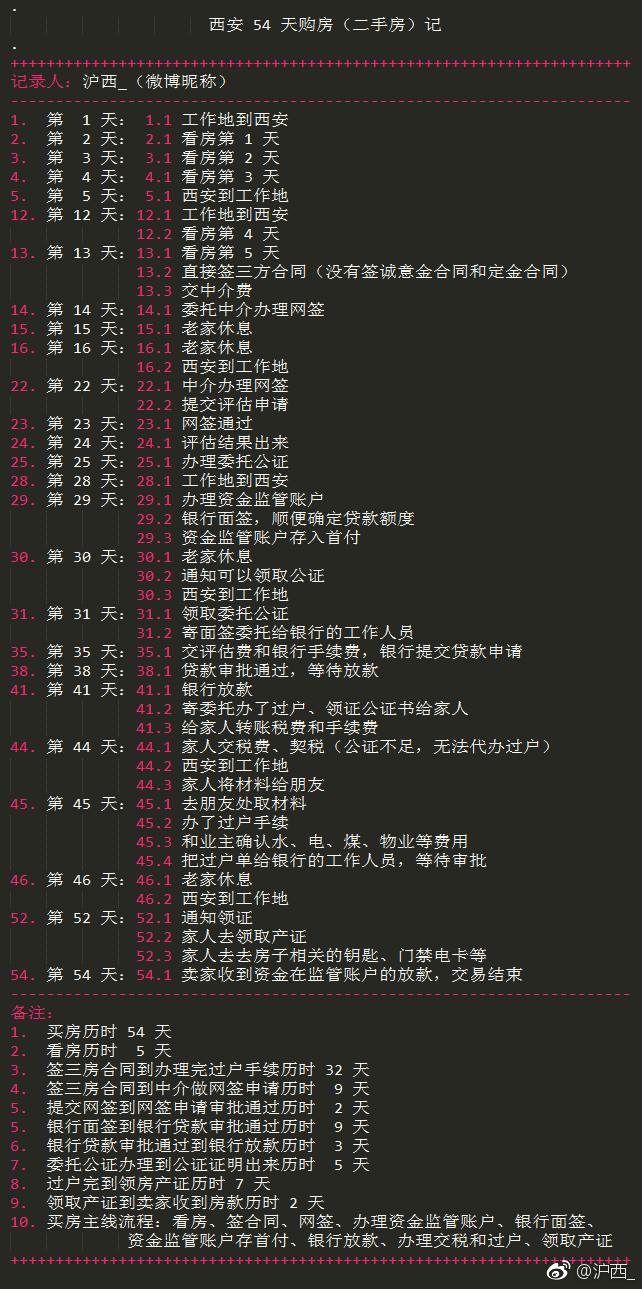 .
西安 54 天购房（二手房）记
.
++++++++++++++++++++++++++++++++++++++++++++++++++++++++++++++++++++++
记录人：沪西_（微博昵称）
----------------------------------------------------------------------
1. 第 1 天： 1.1 工作地到西安
2. 第 2 天： 2.1 看房第 1 天
3. 第 3 天： 3.1 看房第 2 天
4. 第 4 天： 4.1 看房第 3 天
5. 第 5 天： 5.1 西安到工作地
12. 第 12 天：12.1 工作地到西安
12.2 看房第 4 天
13. 第 13 天：13.1 看房第 5 天
13.2 直接签三方合同（没有签诚意金合同和定金合同）
13.3 交中介费
14. 第 14 天：14.1 委托中介办理网签
15. 第 15 天：15.1 老家休息
16. 第 16 天：16.1 老家休息
16.2 西安到工作地
22. 第 22 天：22.1 中介办理网签
22.2 提交评估申请
23. 第 23 天：23.1 网签通过
24. 第 24 天：24.1 评估结果出来
25. 第 25 天：25.1 办理委托公证
28. 第 28 天：28.1 工作地到西安
29. 第 29 天：29.1 办理资金监管账户
29.2 银行面签，顺便确定贷款额度
29.3 资金监管账户存入首付
30. 第 30 天：30.1 老家休息
30.2 通知可以领取公证
30.3 西安到工作地
31. 第 31 天：31.1 领取委托公证
31.2 寄面签委托给银行的工作人员
35. 第 35 天：35.1 交评估费和银行手续费，银行提交贷款申请
38. 第 38 天：38.1 贷款审批通过，等待放款
41. 第 41 天：41.1 银行放款
41.2 寄委托办了过户、领证公证书给家人
41.3 给家人转账税费和手续费
44. 第 44 天：44.1 家人交税费、契税（公证不足，无法代办过户）
44.2 西安到工作地
44.3 家人将材料给朋友
45. 第 45 天：45.1 去朋友处取材料
45.2 办了过户手续
45.3 和业主确认水、电、煤、物业等费用
45.4 把过户单给银行的工作人员，等待审批
46. 第 46 天：46.1 老家休息
46.2 西安到工作地
52. 第 52 天：52.1 通知领证
52.2 家人去领取产证
52.3 家人去去房子相关的钥匙、门禁电卡等
54. 第 54 天：54.1 卖家收到资金在监管账户的放款，交易结束
----------------------------------------------------------------------
备注：
1. 买房历时 54 天
2. 看房历时 5 天
3. 签三房合同到办理完过户手续历时 32 天
4. 签三房合同到中介做网签申请历时 9 天
5. 提交网签到网签申请审批通过历时 2 天
5. 银行面签到银行贷款审批通过历时 9 天
6. 银行贷款审批通过到银行放款历时 3 天
7. 委托公证办理到公证证明出来历时 5 天
8. 过户完到领房产证历时 7 天
9. 领取产证到卖家收到房款历时 2 天
10. 买房主线流程：看房、签合同、网签、办理资金监管账户、银行面签、
资金监管账户存首付、银行放款、办理交税和过户、领取产证
++++++++++++++++++++++++++++++++++++++++++++++++++++++++++++++++++++++
@沪西_